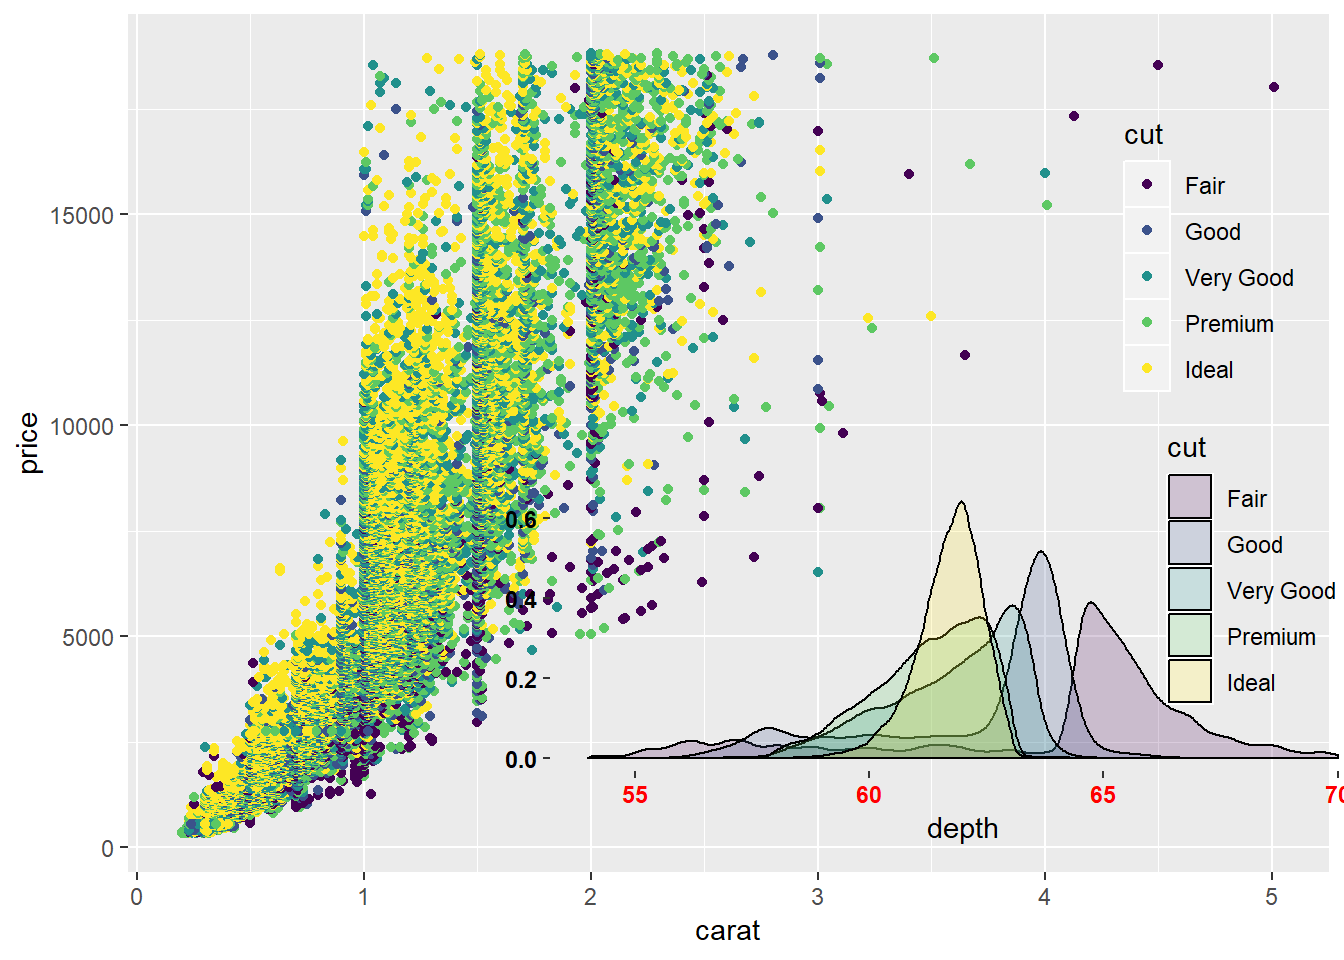 cut
Fair
Good
Very Good
Premium
Ideal
15000
10000
5000
0
price
cut
Fair
Good
Very Good
Premium
Ideal
0.6
0.4
0.2
0.0
55 60 65 70
depth
0 1 2 3 4 5
carat